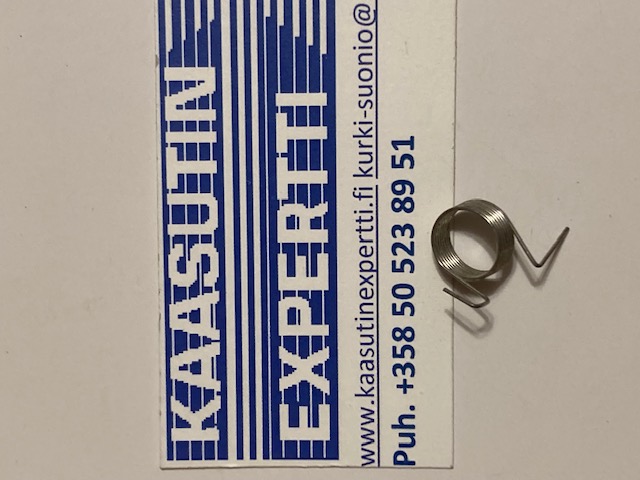 KAASUTIN
EXPERTTI
www.kaasutinexpertti.fi kurki-suonio@
Puh. +358 50 523 89 51